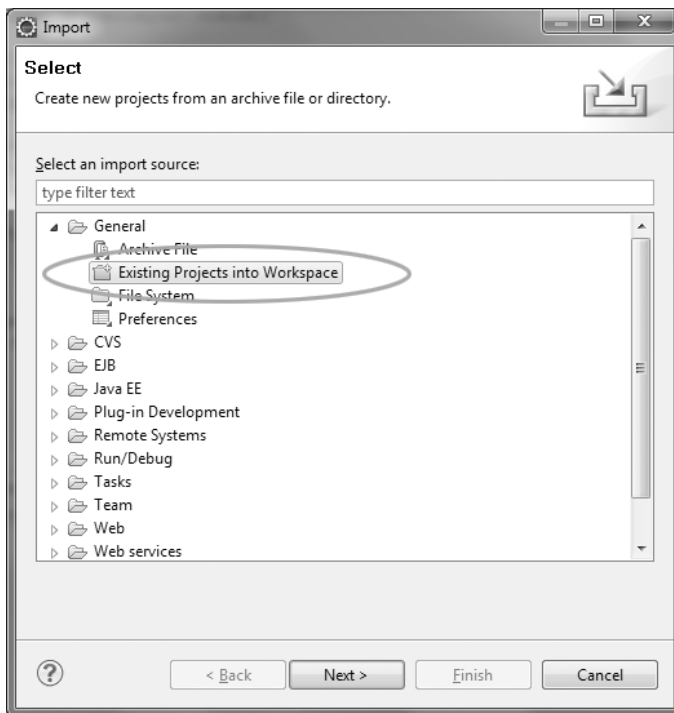 Import
Select
Create new projects from an archive file or directory.
Select an import source:
type filter text
General
Archive File
Existing Projects into Workspace
File System
Preferences
CVS
EJB
Java EE
Plug-in Development
Remote Systems
Run/Debug
Tasks
Team
Web
Web services
< Back Next > Finish Cancel